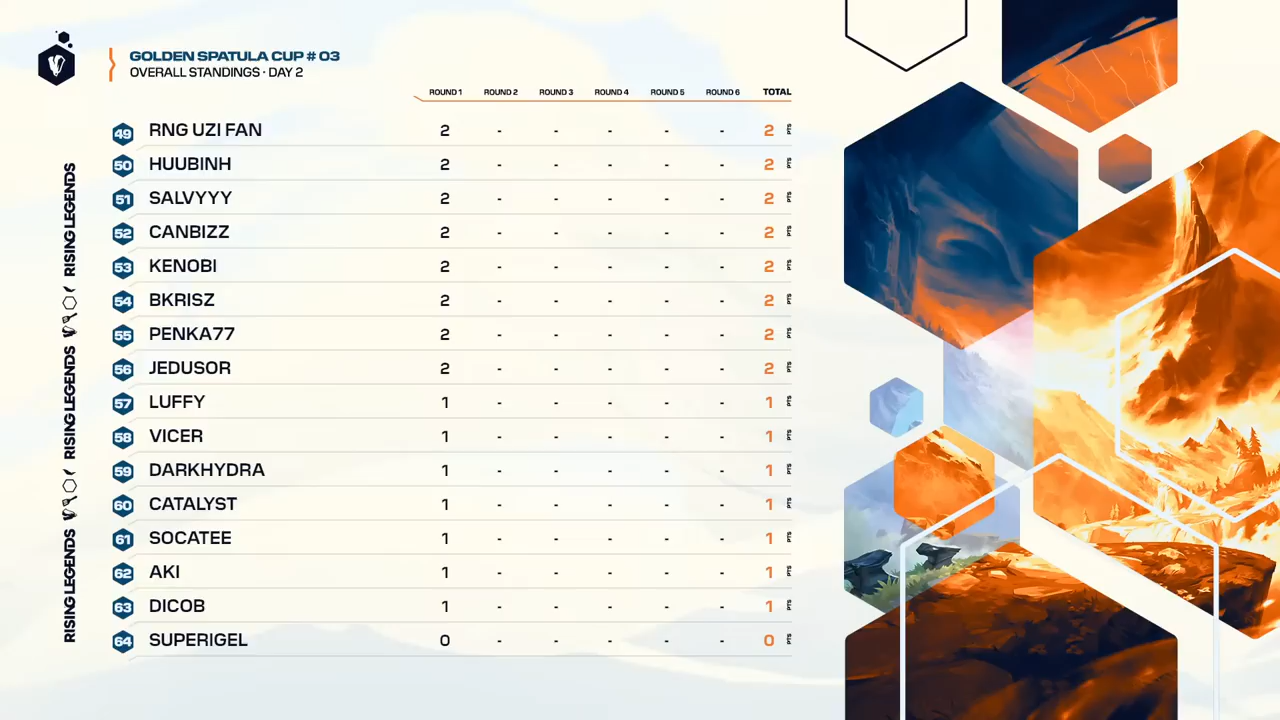 GOLDEN SPATULA CUP # 03
OVERALL STANDINGS · DAY 2
ROUND 1 ROUND 2 ROUND 3 ROUND 4 ROUND 5 ROUND 6 TOTAL
49 RNG UZI FAN 2 - - - - - 2 PTS
50 HUUBINH 2 - - - - - 2 PTS
51 SALVYYY 2 - - - - - 2 PTS
52 CANBIZZ 2 - - - - - 2 PTS
53 KENOBI 2 - - - - - 2 PTS
54 BKRISZ 2 - - - - - 2 PTS
55 PENKA77 2 - - - - - 2 PTS
56 JEDUSOR 2 - - - - - 2 PTS
57 LUFFY 1 - - - - - 1 PTS
58 VICER 1 - - - - - 1 PTS
59 DARKHYDRA 1 - - - - - 1 PTS
60 CATALYST 1 - - - - - 1 PTS
61 SOCATEE 1 - - - - - 1 PTS
62 AKI 1 - - - - - 1 PTS
63 DICOB 1 - - - - - 1 PTS
64 SUPERIGEL 0 - - - - - 0 PTS
RISING LEGENDS RISING LEGENDS RISING LEGENDS